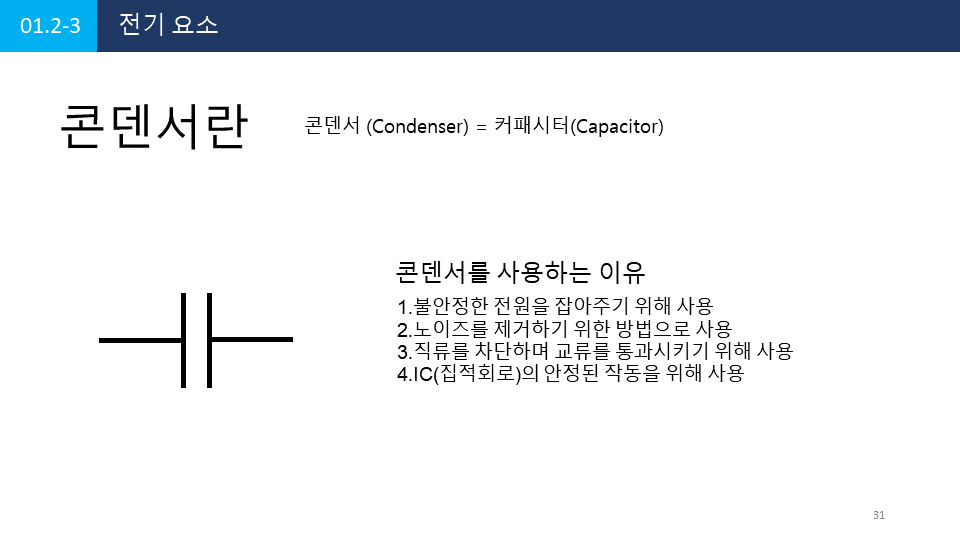 01.2-3
전기 요소
콘덴서란
콘덴서 (Condenser) = 커패시터(Capacitor)
콘덴서를 사용하는 이유
1.불안정한 전원을 잡아주기 위해 사용
2.노이즈를 제거하기 위한 방법으로 사용
3.직류를 차단하며 교류를 통과시키기 위해 사용
4.IC(집적회로)의 안정된 작동을 위해 사용
31